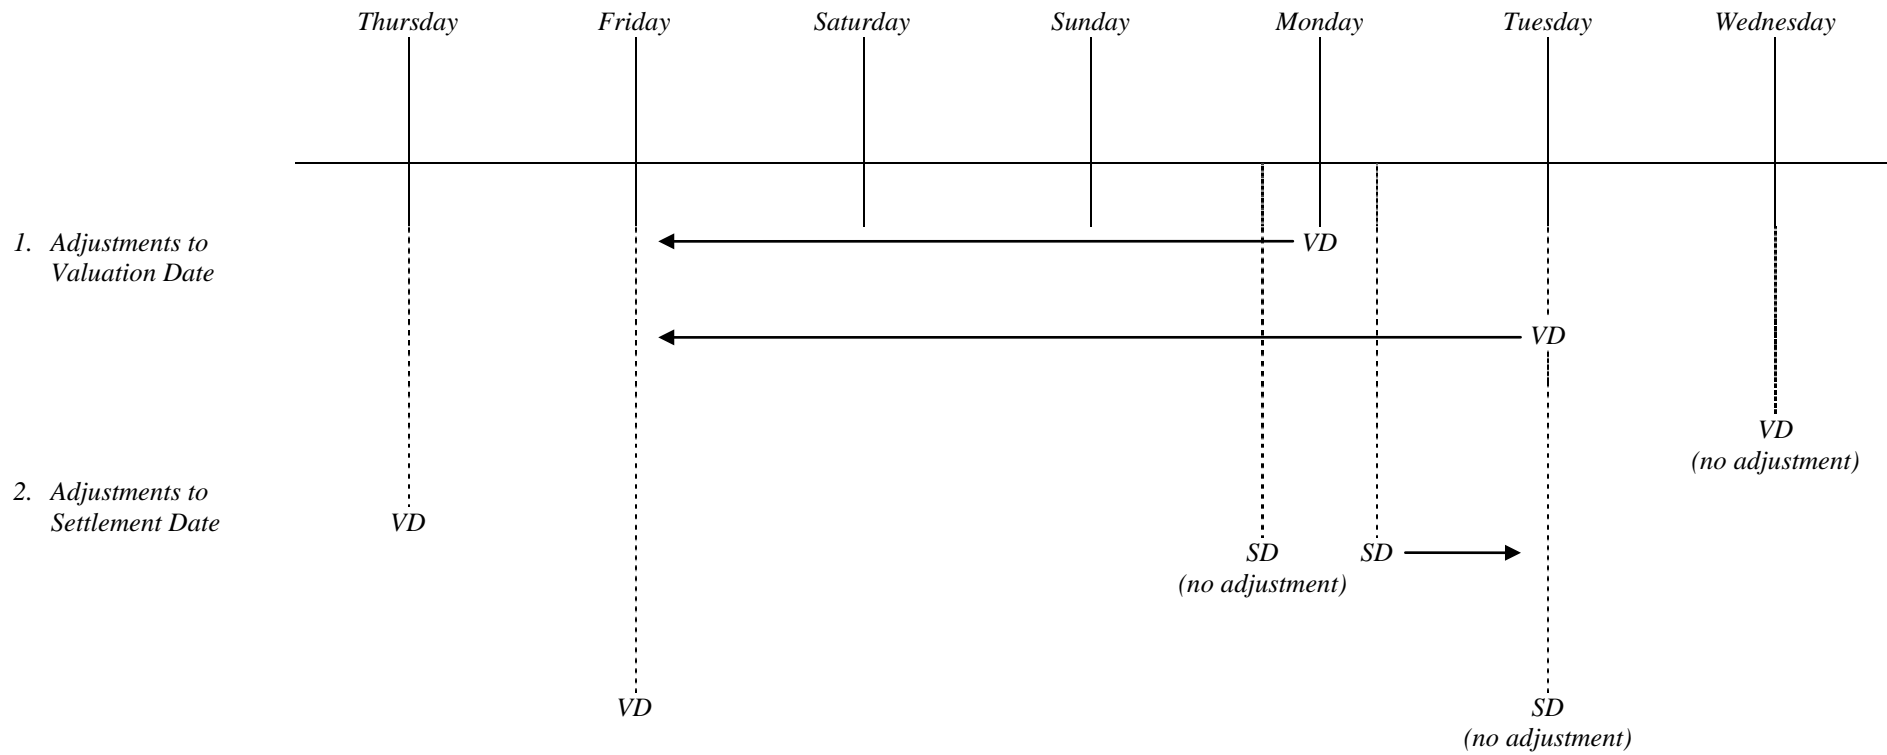 Thursday Friday Saturday Sunday Monday Tuesday Wednesday
1. Adjustments to
Valuation Date
VD
VD
VD
(no adjustment)
2. Adjustments to
Settlement Date
VD
SD
(no adjustment)
SD
VD
SD
(no adjustment)